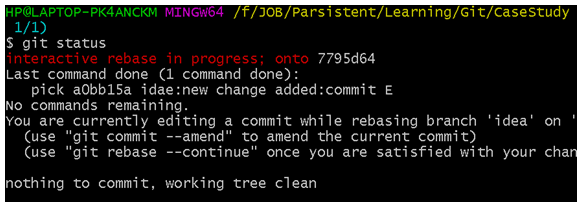 HP@LAPTOP-PK4ANCKM MINGW64 /f/JOB/Parsistent/Learning/Git/CaseStudy
1/1)
$ git status
interactive rebase in progress; onto 7795d64
Last command done (1 command done):
pick a0bb15a idae:new change added:commit E
No commands remaining.
You are currently editing a commit while rebasing branch 'idea' on '
(use "git commit --amend" to amend the current commit)
(use "git rebase --continue" once you are satisfied with your chan
nothing to commit, working tree clean